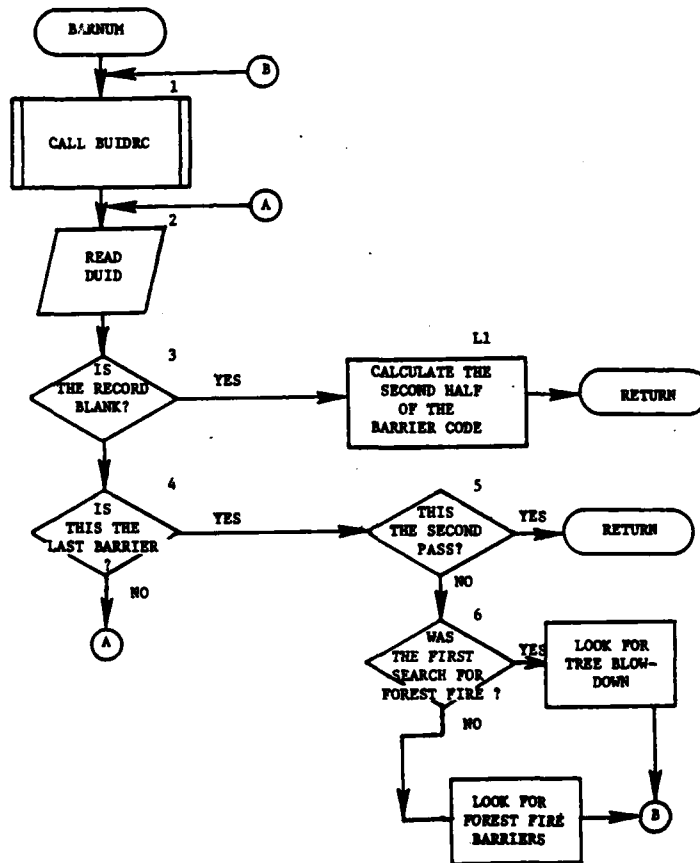 BARNUM
B
1
CALL BUIDRC
A
2
READ
DUID
3
IS
THE RECORD
BLANK?
YES
L1
CALCULATE THE
SECOND HALF
OF THE
BARRIER CODE
RETURN
4
IS
THIS THE
LAST BARRIER
?
YES
NO
A
5
THIS
THE SECOND
PASS?
YES
RETURN
NO
6
WAS
THE FIRST
SEARCH FOR
FOREST FIRE ?
YES
LOOK FOR
TREE BLOW-
DOWN
NO
LOOK FOR
FOREST FIRE
BARRIERS
B